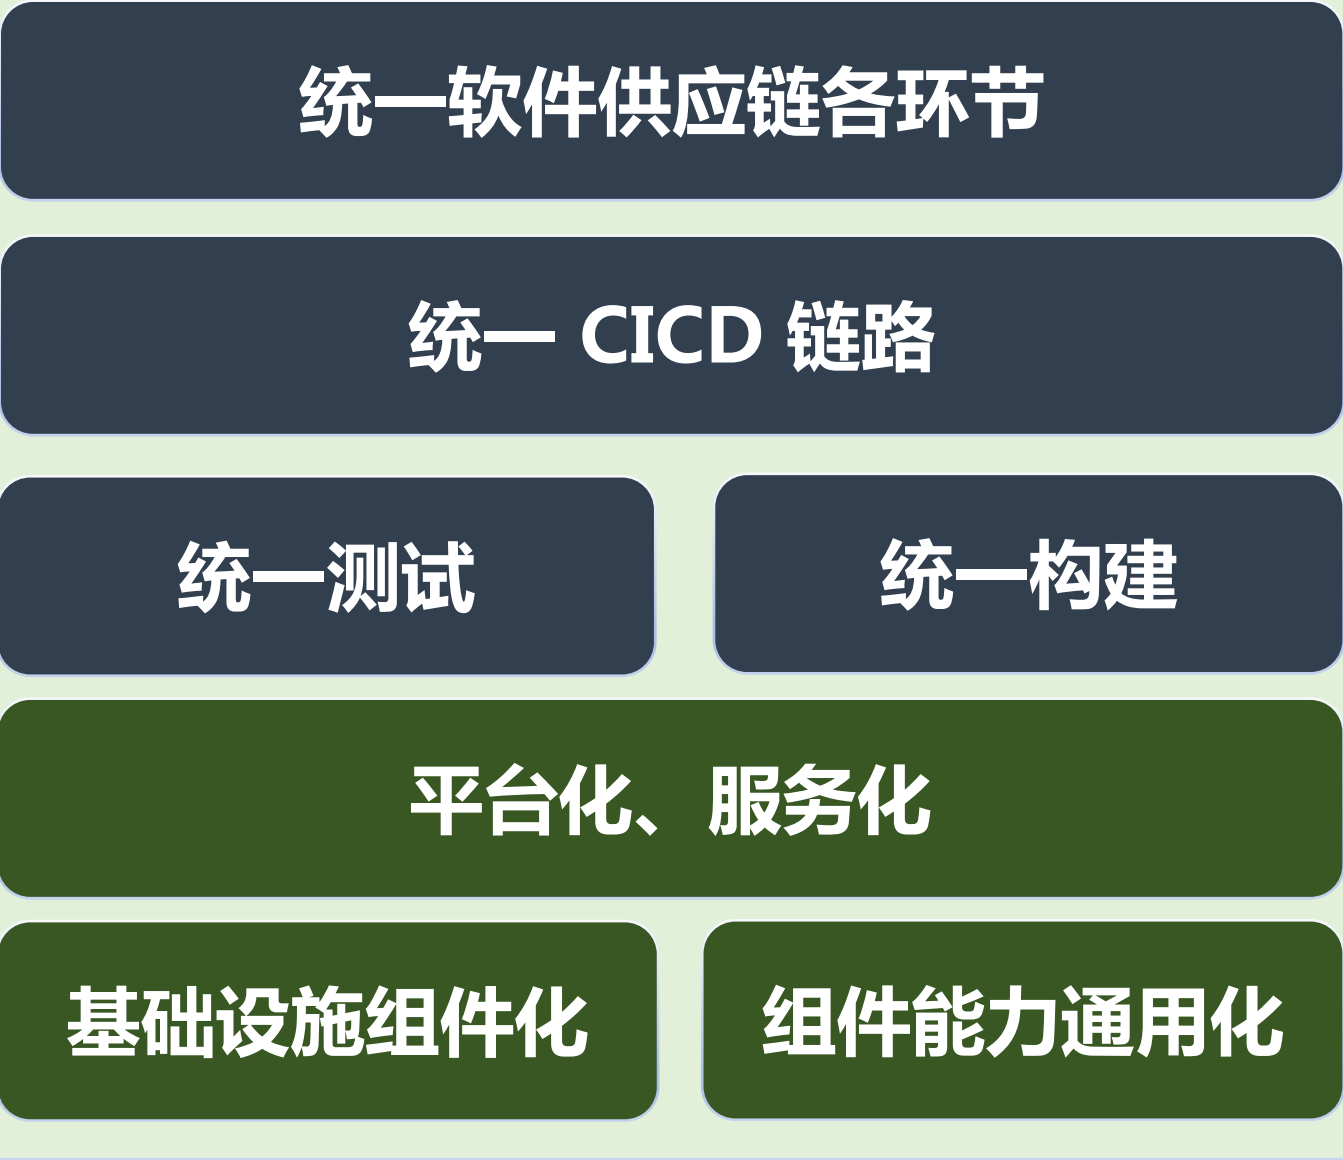 统一软件供应链各环节
统一 CICD 链路
统一测试
统一构建
平台化、服务化
基础设施组件化
组件能力通用化